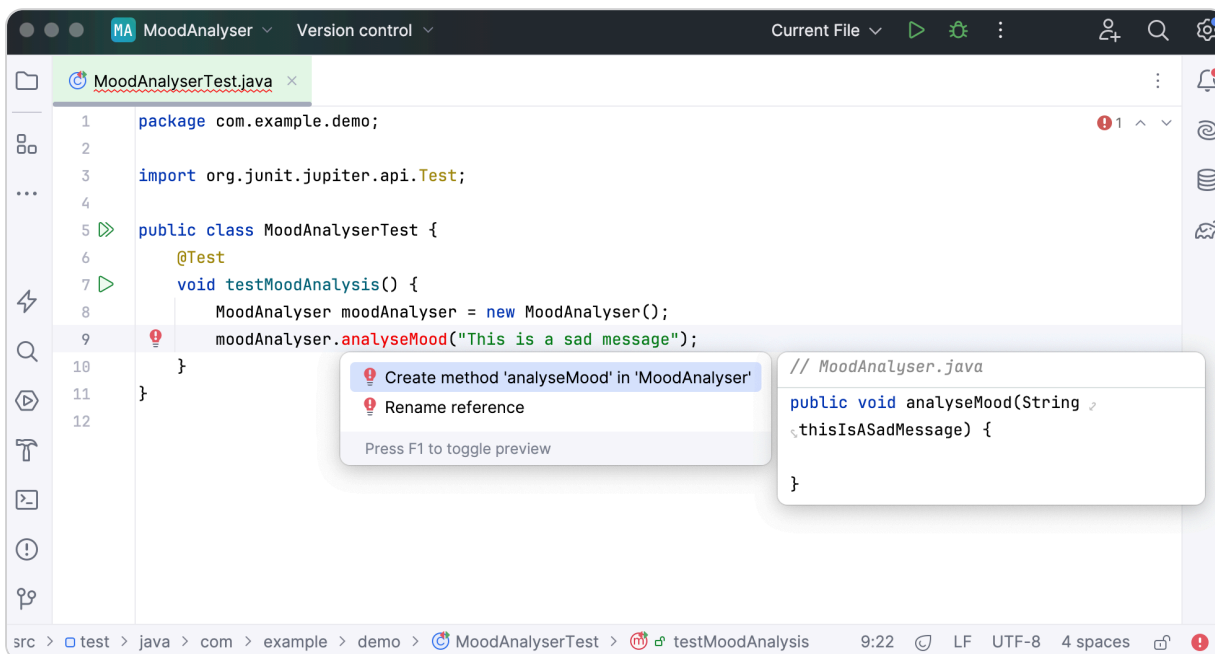 MA MoodAnalyser Version control Current File
MoodAnalyserTest.java
1 package com.example.demo;
2
3 import org.junit.jupiter.api.Test;
4
5 public class MoodAnalyserTest {
6 @Test
7 void testMoodAnalysis() {
8 MoodAnalyser moodAnalyser = new MoodAnalyser();
9 moodAnalyser.analyseMood("This is a sad message");
10 }
11 }
12
1
Create method 'analyseMood' in 'MoodAnalyser'
Rename reference
Press F1 to toggle preview
// MoodAnalyser.java
public void analyseMood(String
thisIsASadMessage) {
}
src > test > java > com > example > demo > MoodAnalyserTest > testMoodAnalysis 9:22 LF UTF-8 4 spaces